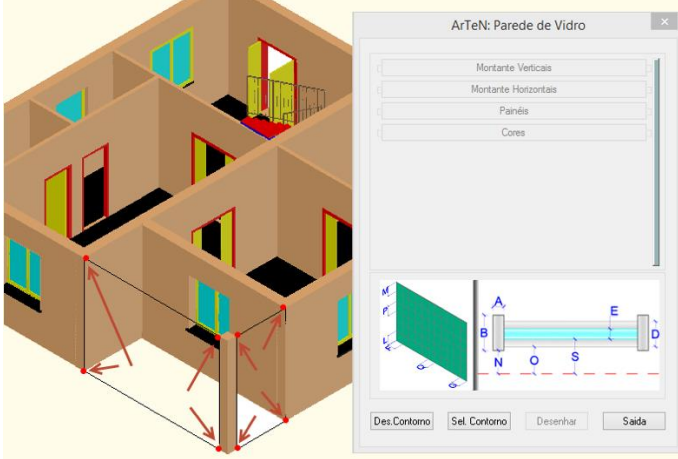 ArTeN: Parede de Vidro
Montante Verticais
Montante Horizontais
Painéis
Cores
A
B
N
O
S
E
D
M
P
L
Des.Contorno
Sel. Contorno
Desenhar
Saida